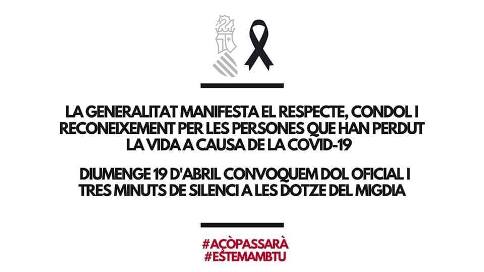 LA GENERALITAT MANIFESTA EL RESPECTE, CONDOL I
RECONEIXEMENT PER LES PERSONES QUE HAN PERDUT
LA VIDA A CAUSA DE LA COVID-19
DIUMENGE 19 D'ABRIL CONVOQUEM DOL OFICIAL I
TRES MINUTS DE SILENCI A LES DOTZE DEL MIGDIA
#AÇÒPASSARÀ
#ESTEMAMBTU